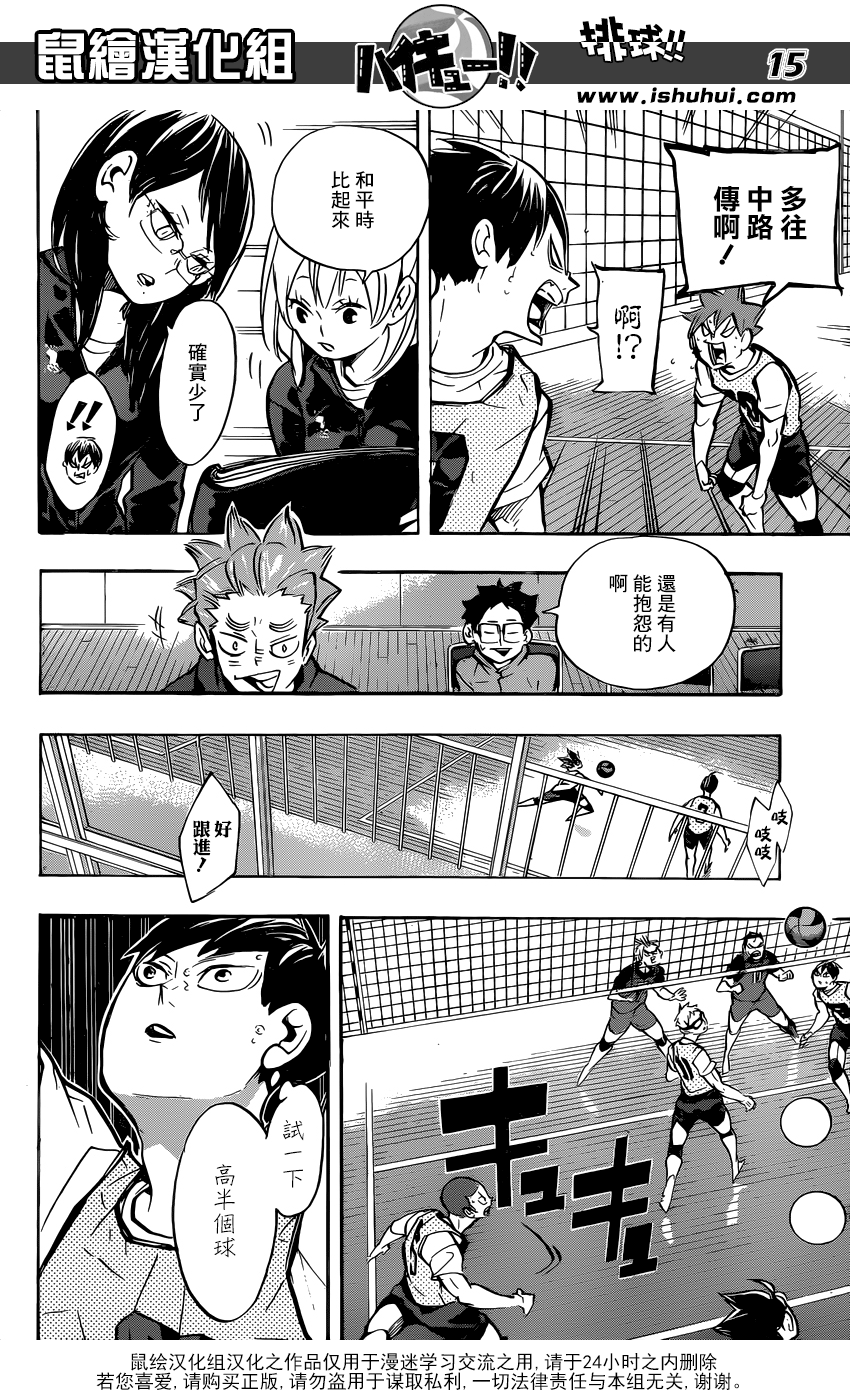 鼠繪漢化組
ハイキュー!!
排球!!
15
www.ishuhui.com
多往
中路
傳啊！
啊!?
和平時
比起來
確實少了
!!
還是有人
能抱怨的
啊
吱
吱吱
好
跟進！
キュ
キュ
試一下
高半個球
鼠绘汉化组汉化之作品仅用于漫迷学习交流之用,请于24小时之内删除
若您喜爱,请购买正版,请勿盗用于谋取私利,一切法律责任与本组无关,谢谢。